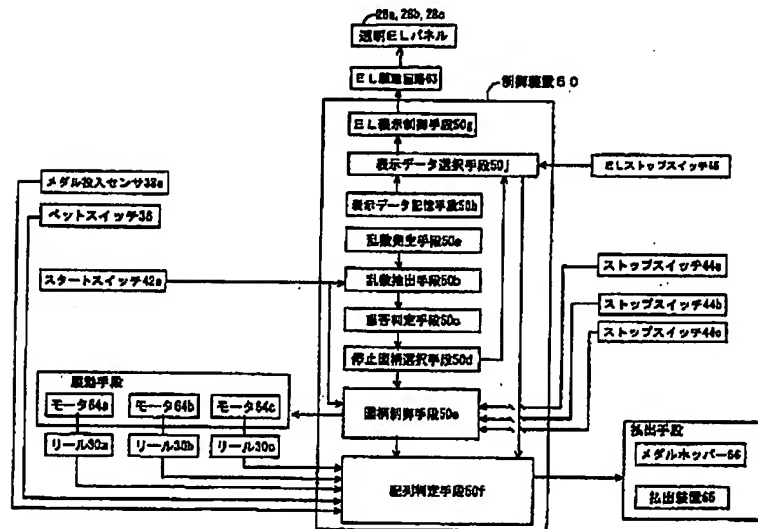 28a, 28b, 28c
透明ELパネル
EL駆動回路63
制御装置60
EL表示制御手段50g
表示データ選択手段50j
ELストップスイッチ45
メダル投入センサ38a
表示データ記憶手段50h
ベットスイッチ36
スタートスイッチ42a
乱数抽出手段50b
ストップスイッチ44a
当否判定手段50c
ストップスイッチ44b
停止図柄選択手段50d
ストップスイッチ44c
駆動手段
モータ64a モータ64b モータ64c
図柄制御手段50e
リール30a リール30b リール30c
払出手段
メダルホッパー66
配列判定手段50f
払出装置65